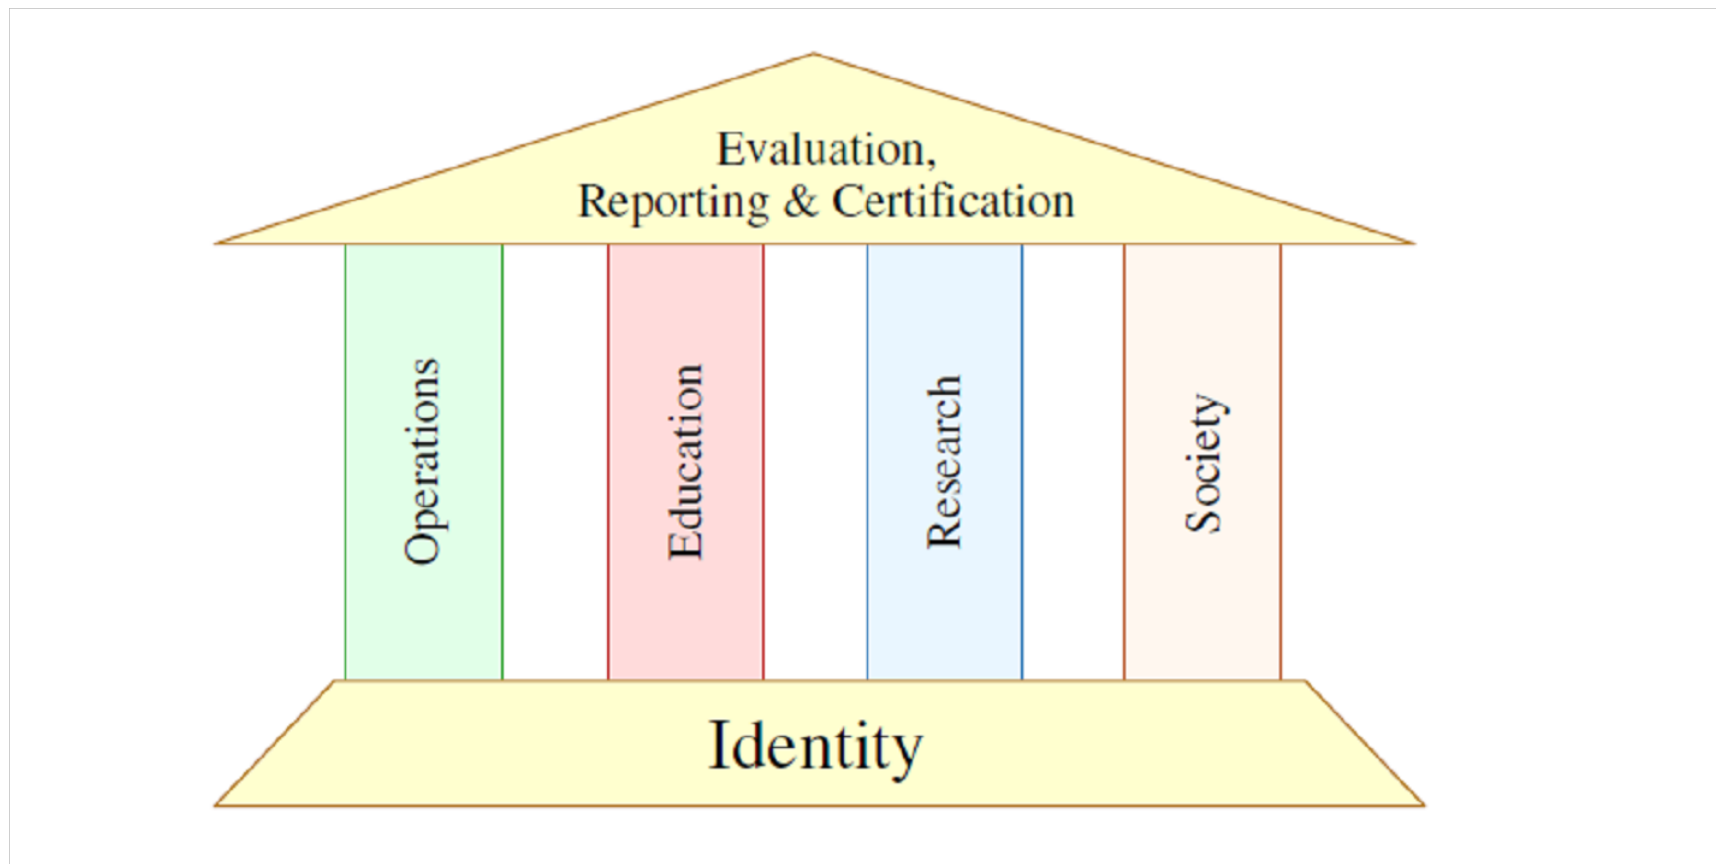 Evaluation,
Reporting & Certification
Operations
Education
Research
Society
Identity